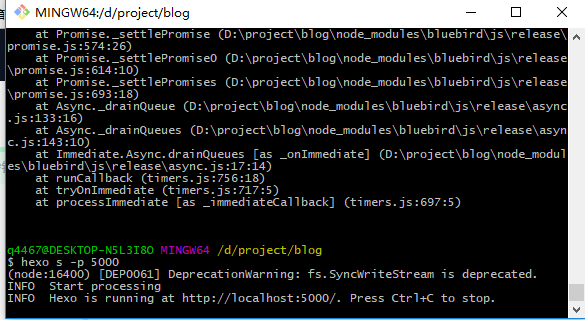 MINGW64:/d/project/blog
at Promise._settlePromise (D:\project\blog\node_modules\bluebird\js\release\
promise.js:574:26)
at Promise._settlePromise0 (D:\project\blog\node_modules\bluebird\js\release
\promise.js:614:10)
at Promise._settlePromises (D:\project\blog\node_modules\bluebird\js\release
\promise.js:693:18)
at Async._drainQueue (D:\project\blog\node_modules\bluebird\js\release\async
.js:133:16)
at Async._drainQueues (D:\project\blog\node_modules\bluebird\js\release\asyn
c.js:143:10)
at Immediate.Async.drainQueues [as _onImmediate] (D:\project\blog\node_modul
es\bluebird\js\release\async.js:17:14)
at runCallback (timers.js:756:18)
at tryOnImmediate (timers.js:717:5)
at processImmediate [as _immediateCallback] (timers.js:697:5)
q4467@DESKTOP-N5L3I8O MINGW64 /d/project/blog
$ hexo s -p 5000
(node:16400) [DEP0061] DeprecationWarning: fs.SyncWriteStream is deprecated.
INFO  Start processing
INFO  Hexo is running at http://localhost:5000/. Press Ctrl+C to stop.